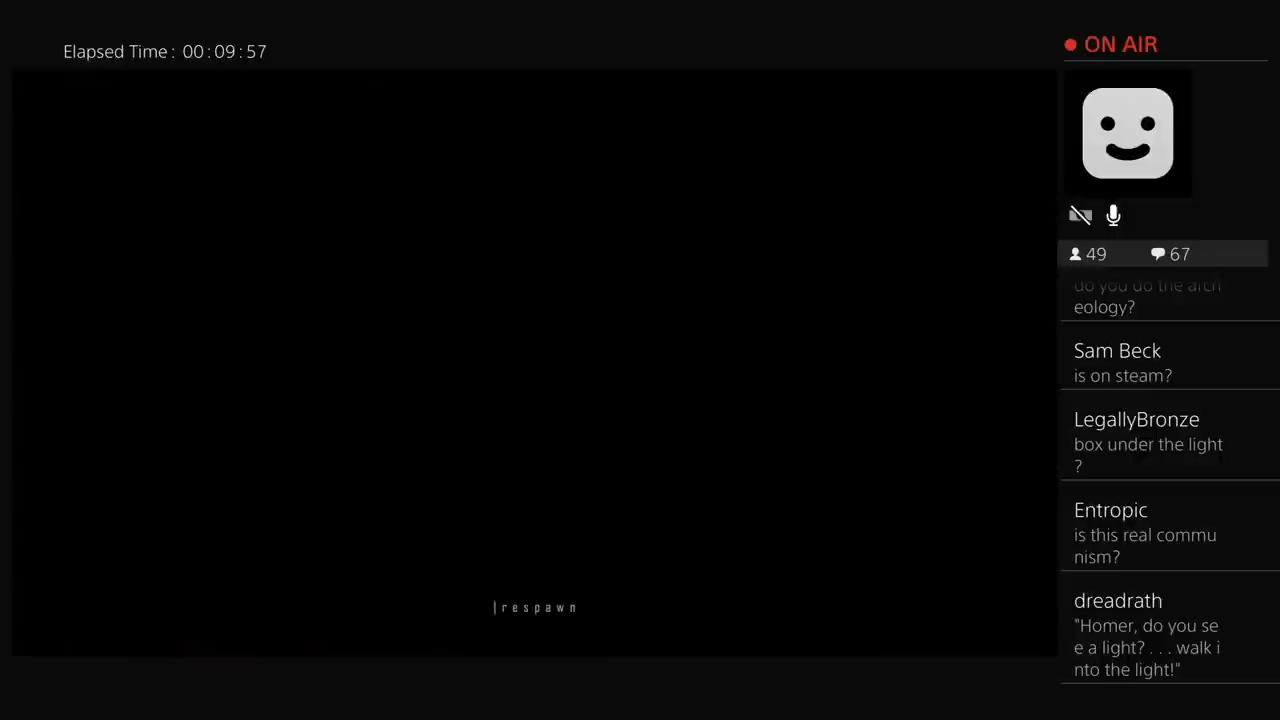 Elapsed Time: 00:09:57
ON AIR
49 67
do you do the arch
eology?
Sam Beck
is on steam?
LegallyBronze
box under the light
?
Entropic
is this real commu
nism?
dreadrath
"Homer, do you se
e a light? . . . walk i
nto the light!"
|respawn